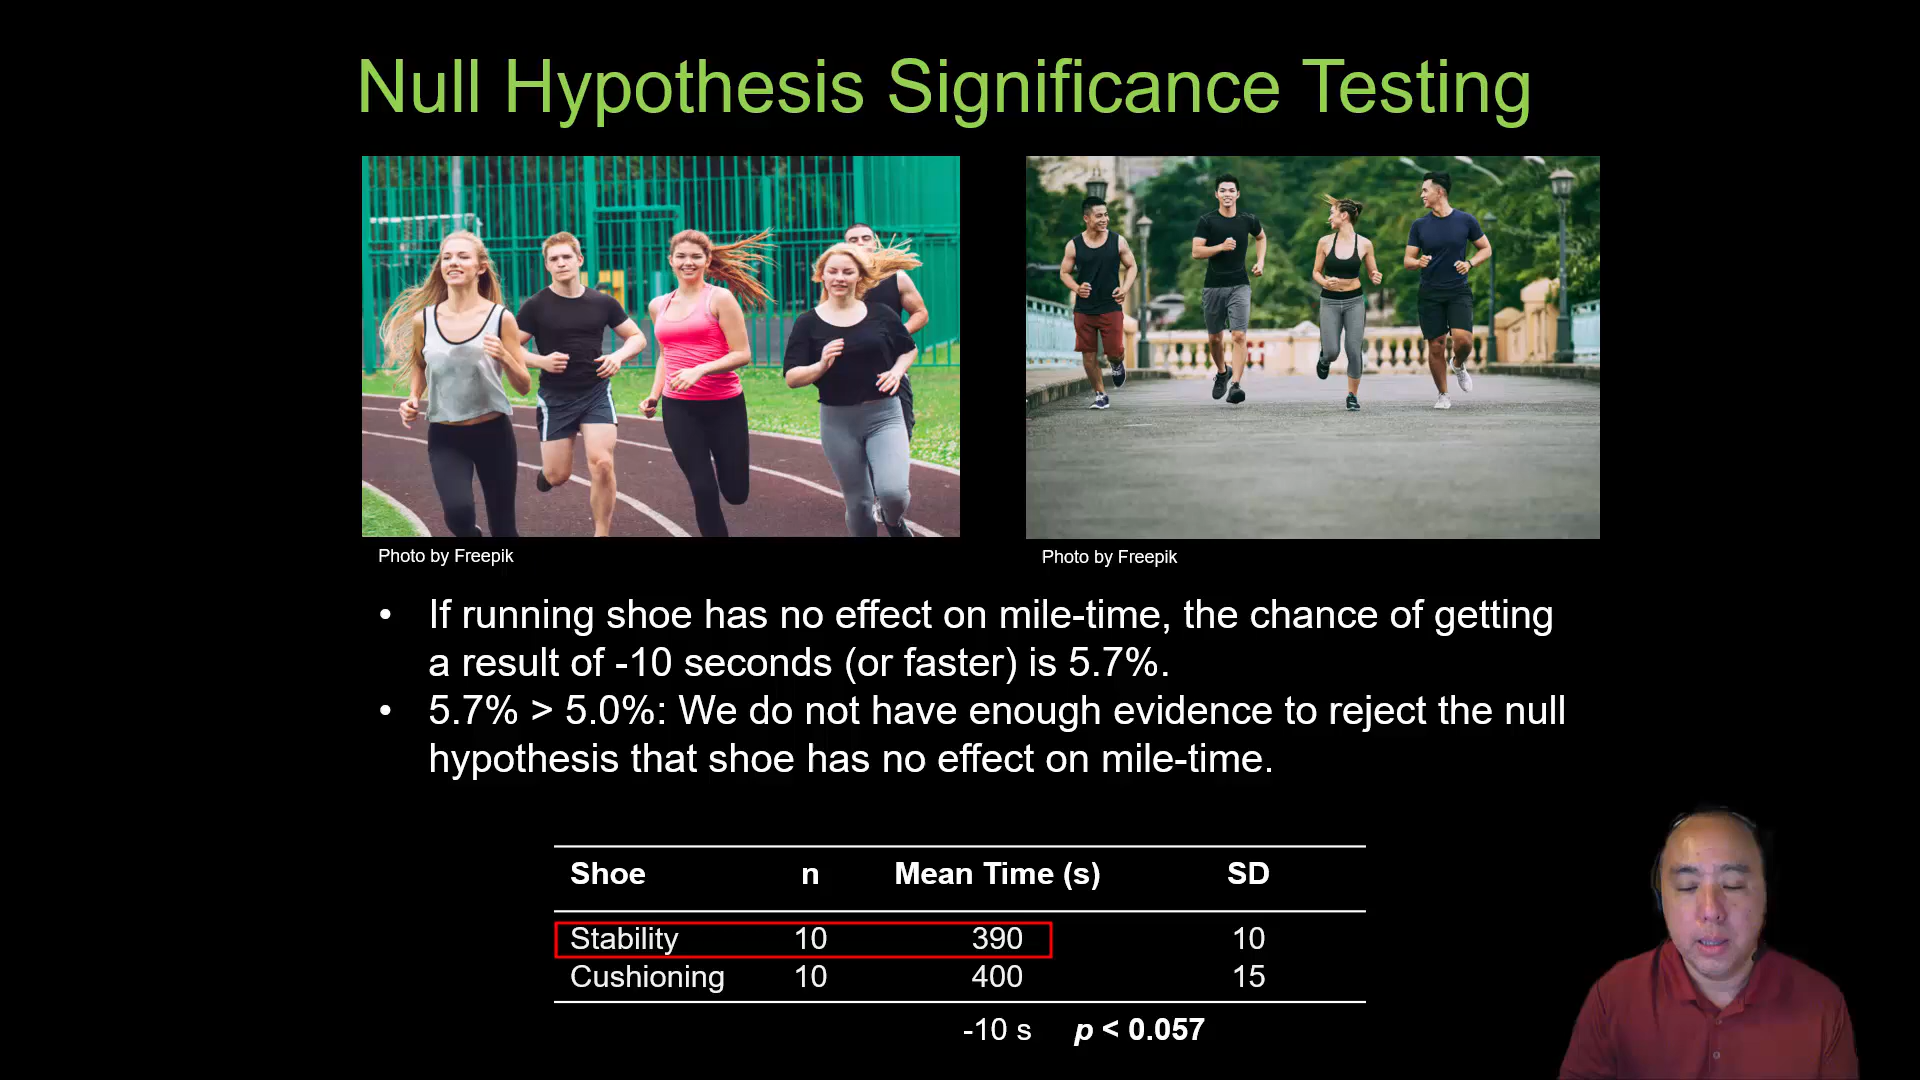 Null Hypothesis Significance Testing
Photo by Freepik
Photo by Freepik
• If running shoe has no effect on mile-time, the chance of getting
a result of -10 seconds (or faster) is 5.7%.
• 5.7% > 5.0%: We do not have enough evidence to reject the null
hypothesis that shoe has no effect on mile-time.
Shoe n Mean Time (s) SD
Stability 10 390 10
Cushioning 10 400 15
-10 s p < 0.057